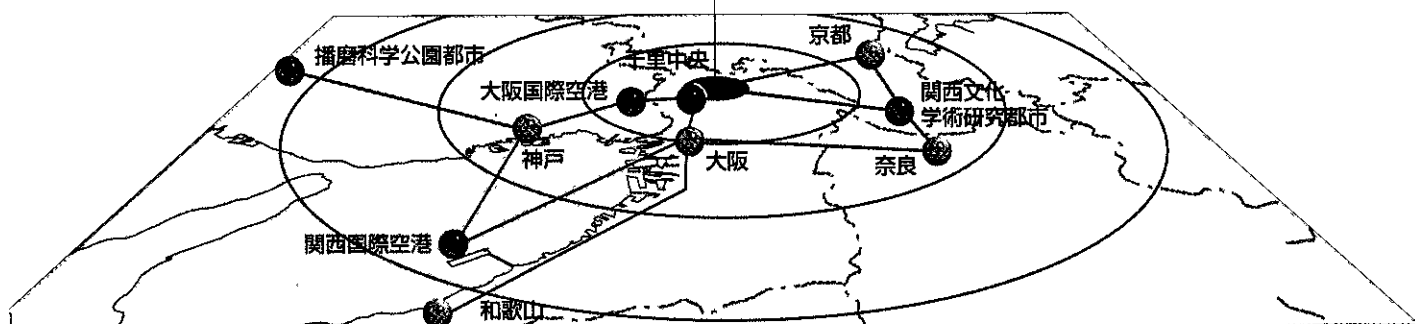 京都
播磨科学公園都市
千里中央
大阪国際空港
関西文化
学術研究都市
神戸
大阪
奈良
関西国際空港
和歌山